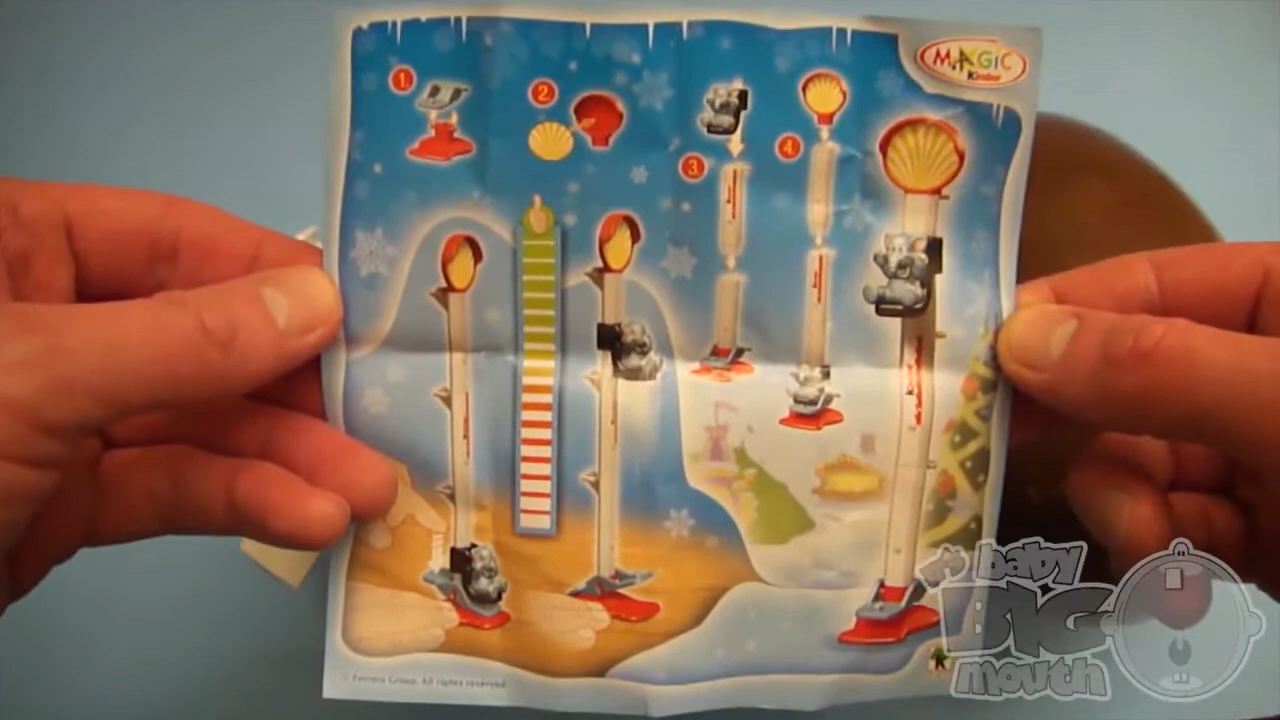 MAGIC
Kinder
1.
2.
3.
4.
Ferrero Group. All rights reserved.
baby
BIG
mouth